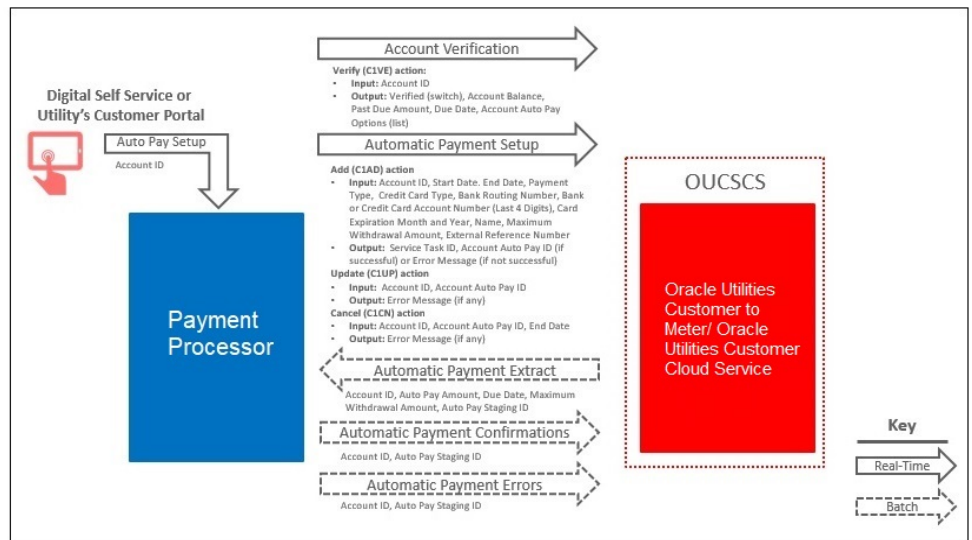 Account Verification
Verify (C1VE) action:
• Input: Account ID
• Output: Verified (switch), Account Balance,
Past Due Amount, Due Date, Account Auto Pay
Options (list)
Digital Self Service or
Utility's Customer Portal
Auto Pay Setup
Account ID
Automatic Payment Setup
Add (C1AD) action
• Input: Account ID, Start Date. End Date, Payment
Type, Credit Card Type, Bank Routing Number, Bank
or Credit Card Account Number (Last 4 Digits), Card
Expiration Month and Year, Name, Maximum
Withdrawal Amount, External Reference Number
• Output: Service Task ID, Account Auto Pay ID (if
successful) or Error Message (if not successful)
Update (C1UP) action
• Input: Account ID, Account Auto Pay ID
• Output: Error Message (if any)
Cancel (C1CN) action
• Input: Account ID, Account Auto Pay ID, End Date
• Output: Error Message (if any)
Payment
Processor
OUCSCS
Oracle Utilities
Customer to
Meter/ Oracle
Utilities Customer
Cloud Service
Automatic Payment Extract
Account ID, Auto Pay Amount, Due Date, Maximum
Withdrawal Amount, Auto Pay Staging ID
Automatic Payment Confirmations
Account ID, Auto Pay Staging ID
Automatic Payment Errors
Account ID, Auto Pay Staging ID
Key
Real-Time
Batch